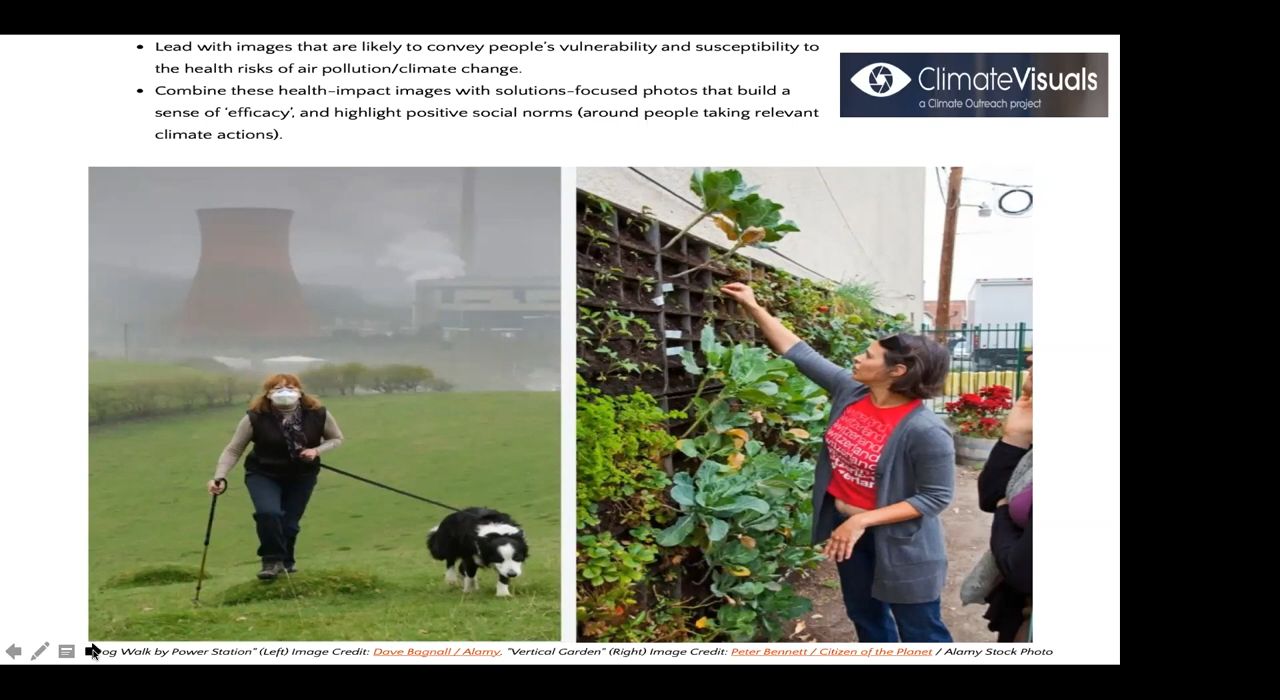 • Lead with images that are likely to convey people's vulnerability and susceptibility to
the health risks of air pollution/climate change.
• Combine these health-impact images with solutions-focused photos that build a
sense of 'efficacy', and highlight positive social norms (around people taking relevant
climate actions).
ClimateVisuals
a Climate Outreach project
Walk by Power Station" (Left) Image Credit: Dave Bagnall / Alamy. "Vertical Garden" (Right) Image Credit: Peter Bennett / Citizen of the Planet / Alamy Stock Photo